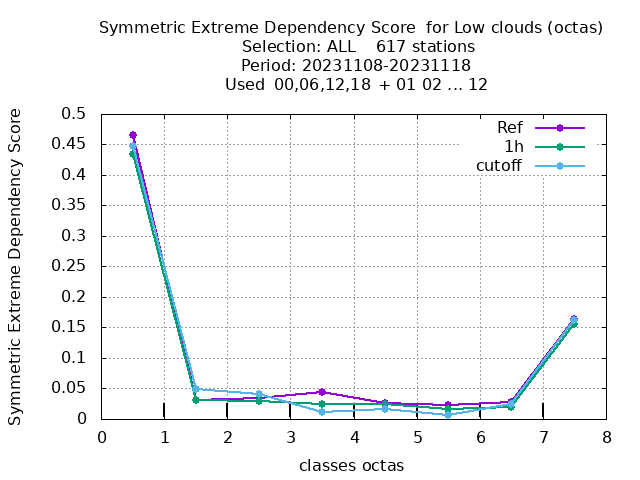 Symmetric Extreme Dependency Score  for Low clouds (octas)
Selection: ALL    617 stations
Period: 20231108-20231118
Used  00,06,12,18  + 01 02 ... 12
Symmetric Extreme Dependency Score
0.5
0.45
0.4
0.35
0.3
0.25
0.2
0.15
0.1
0.05
0
Ref
1h
cutoff
0 1 2 3 4 5 6 7 8
classes octas